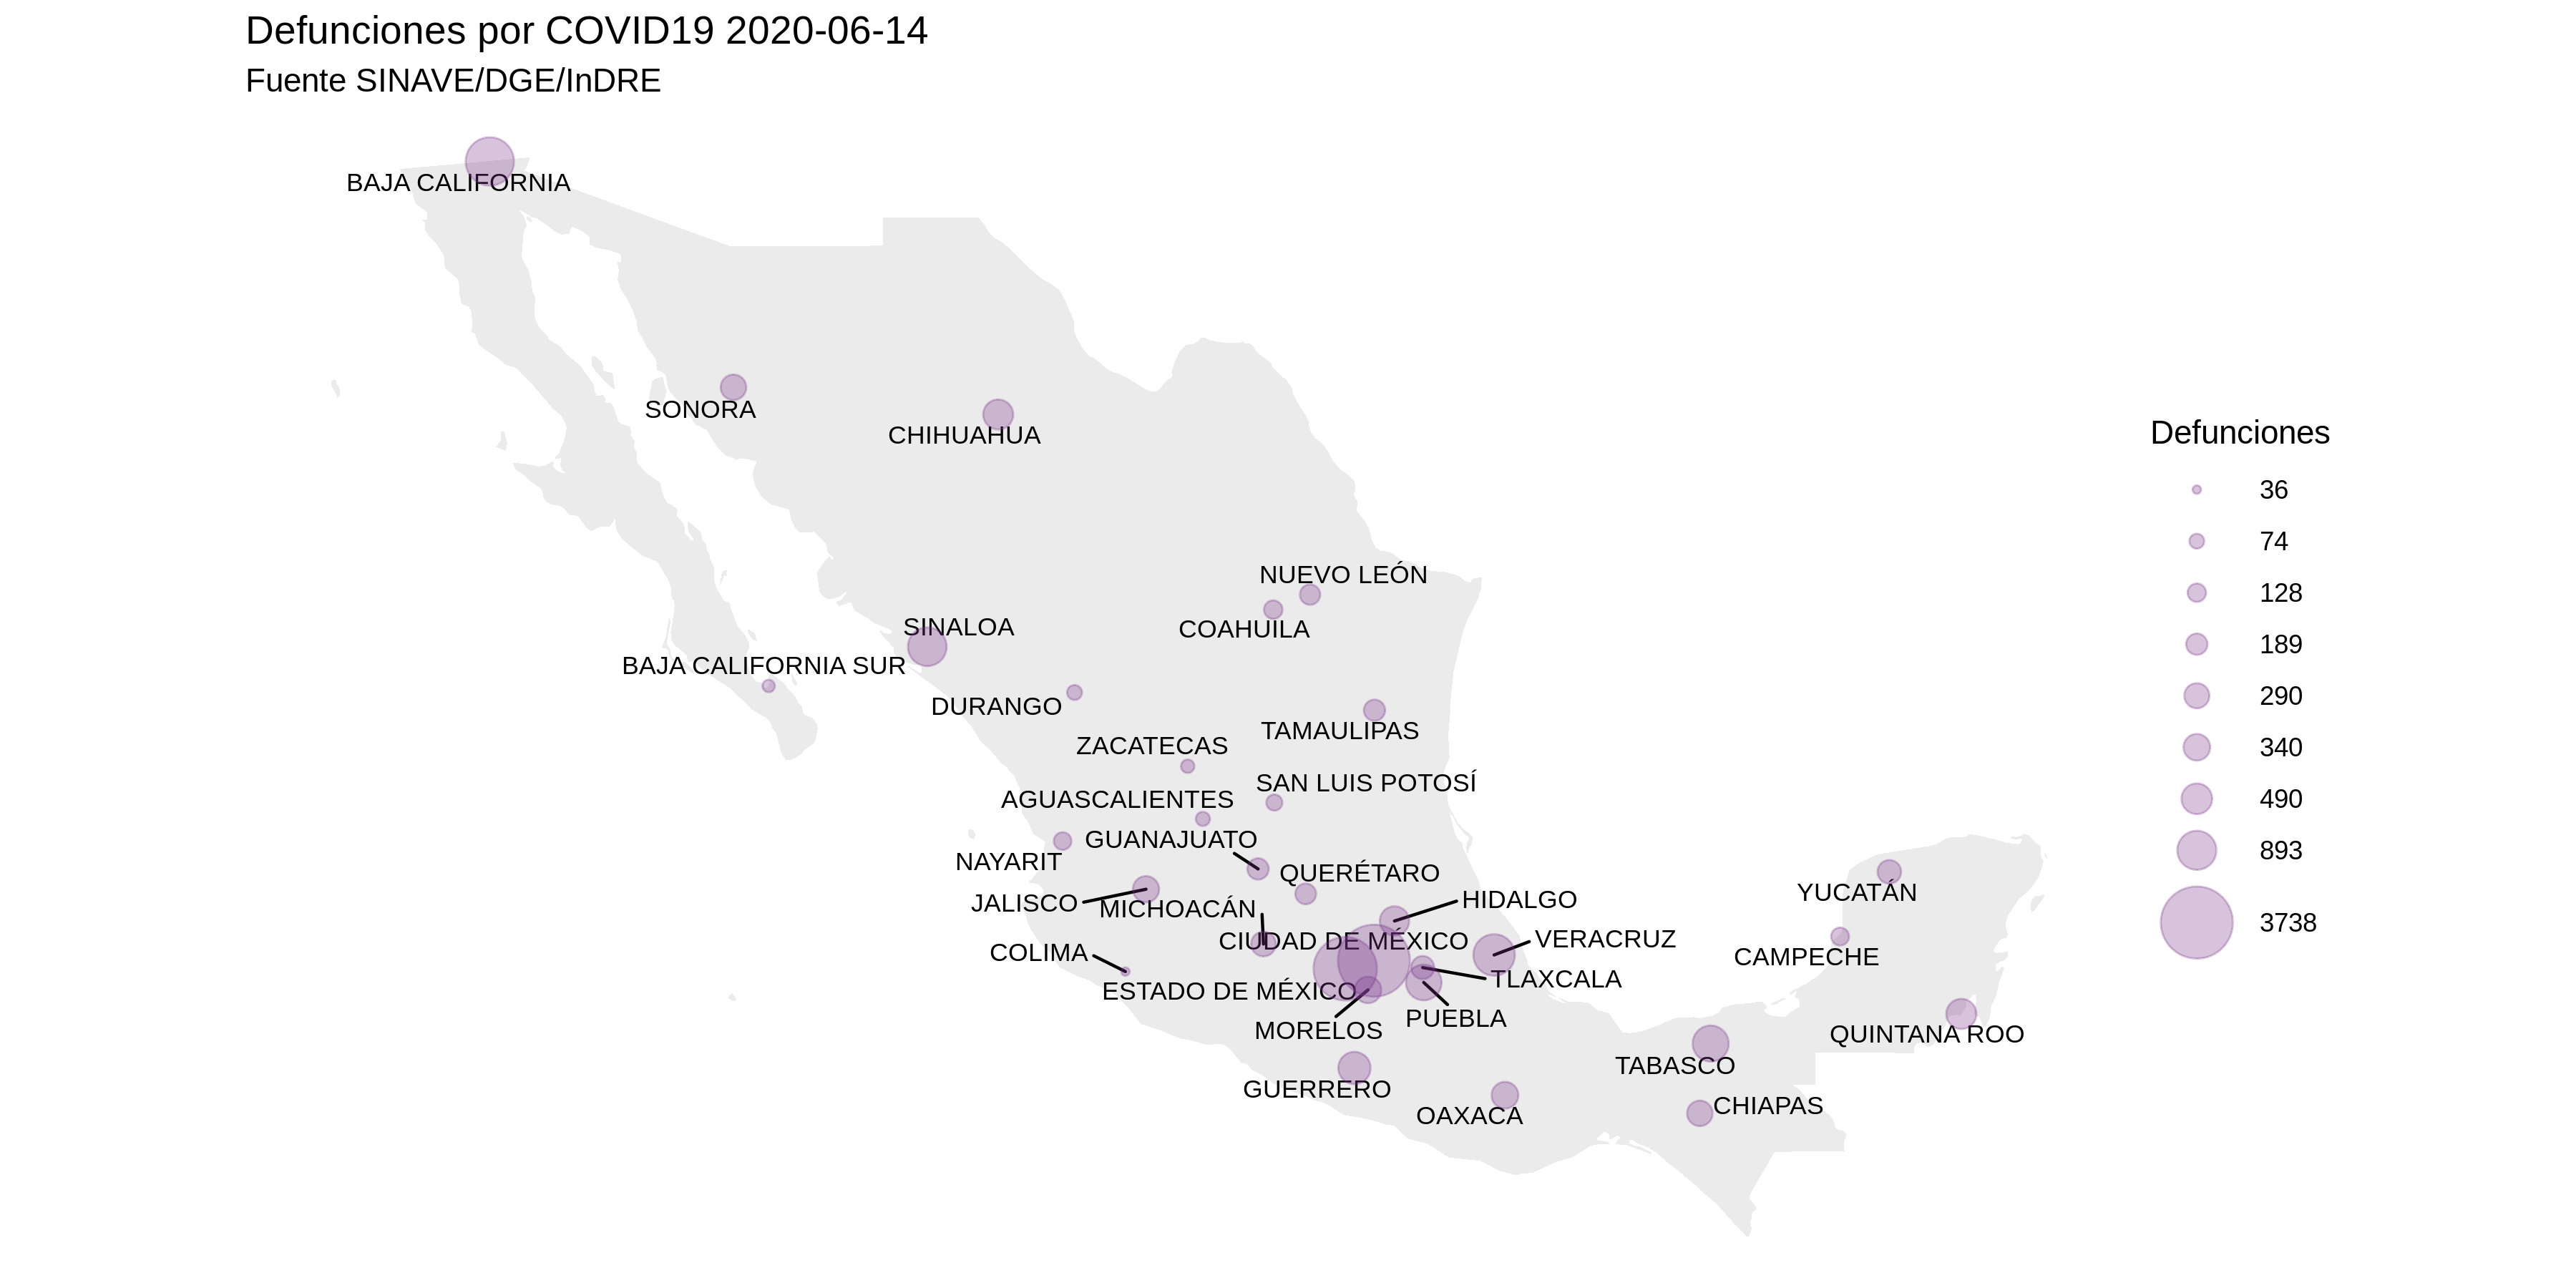 Defunciones por COVID19 2020-06-14
Fuente SINAVE/DGE/InDRE
BAJA CALIFORNIA
SONORA
CHIHUAHUA
NUEVO LEÓN
COAHUILA
SINALOA
BAJA CALIFORNIA SUR
DURANGO
TAMAULIPAS
ZACATECAS
SAN LUIS POTOSÍ
AGUASCALIENTES
GUANAJUATO
NAYARIT
QUERÉTARO
JALISCO
MICHOACÁN
HIDALGO
CIUDAD DE MÉXICO
VERACRUZ
COLIMA
TLAXCALA
ESTADO DE MÉXICO
PUEBLA
MORELOS
GUERRERO
OAXACA
YUCATÁN
CAMPECHE
QUINTANA ROO
TABASCO
CHIAPAS
Defunciones
36
74
128
189
290
340
490
893
3738